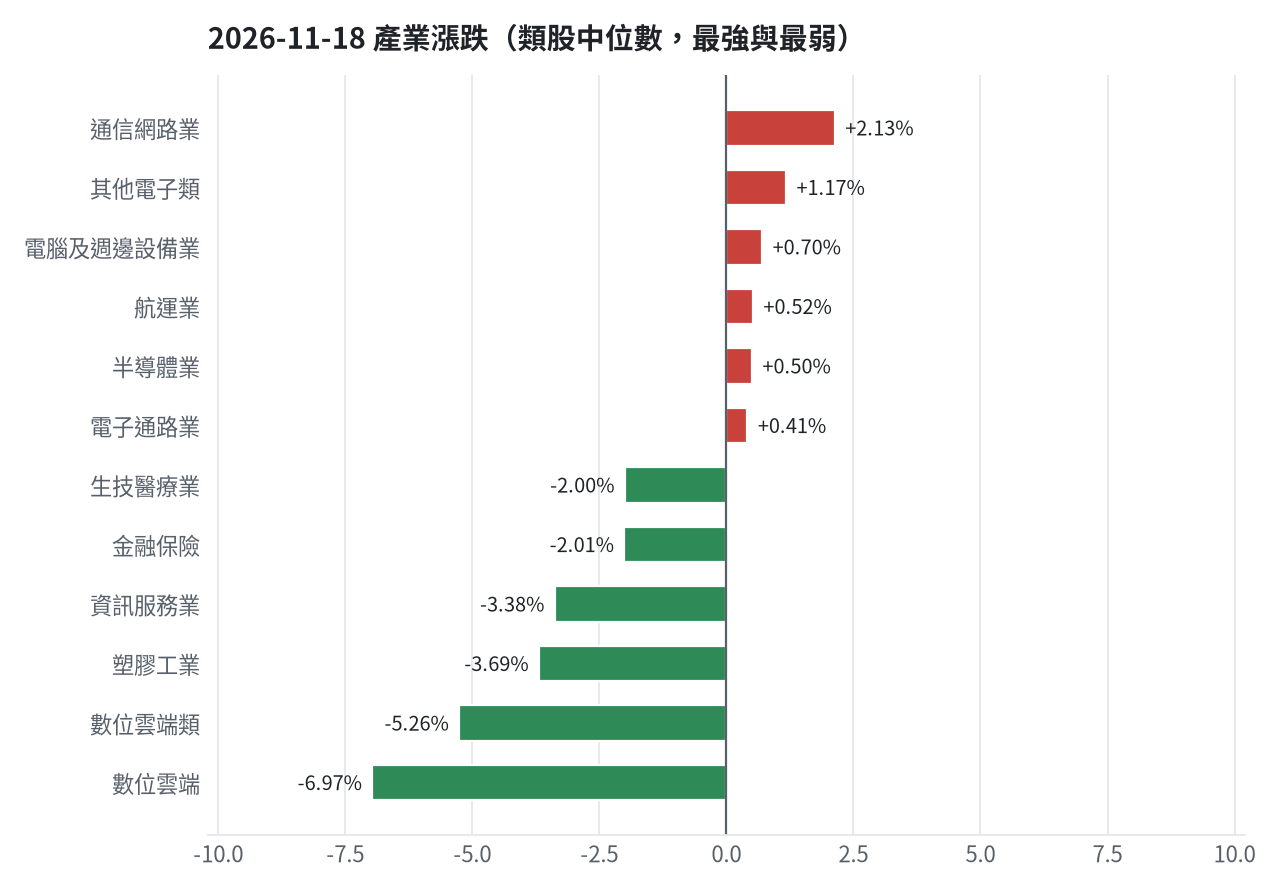 2026-11-18 產業漲跌（類股中位數，最強與最弱）
通信網路業 +2.13%
其他電子類 +1.17%
電腦及週邊設備業 +0.70%
航運業 +0.52%
半導體業 +0.50%
電子通路業 +0.41%
生技醫療業 -2.00%
金融保險 -2.01%
資訊服務業 -3.38%
塑膠工業 -3.69%
數位雲端類 -5.26%
數位雲端 -6.97%
-10.0 -7.5 -5.0 -2.5 0.0 2.5 5.0 7.5 10.0